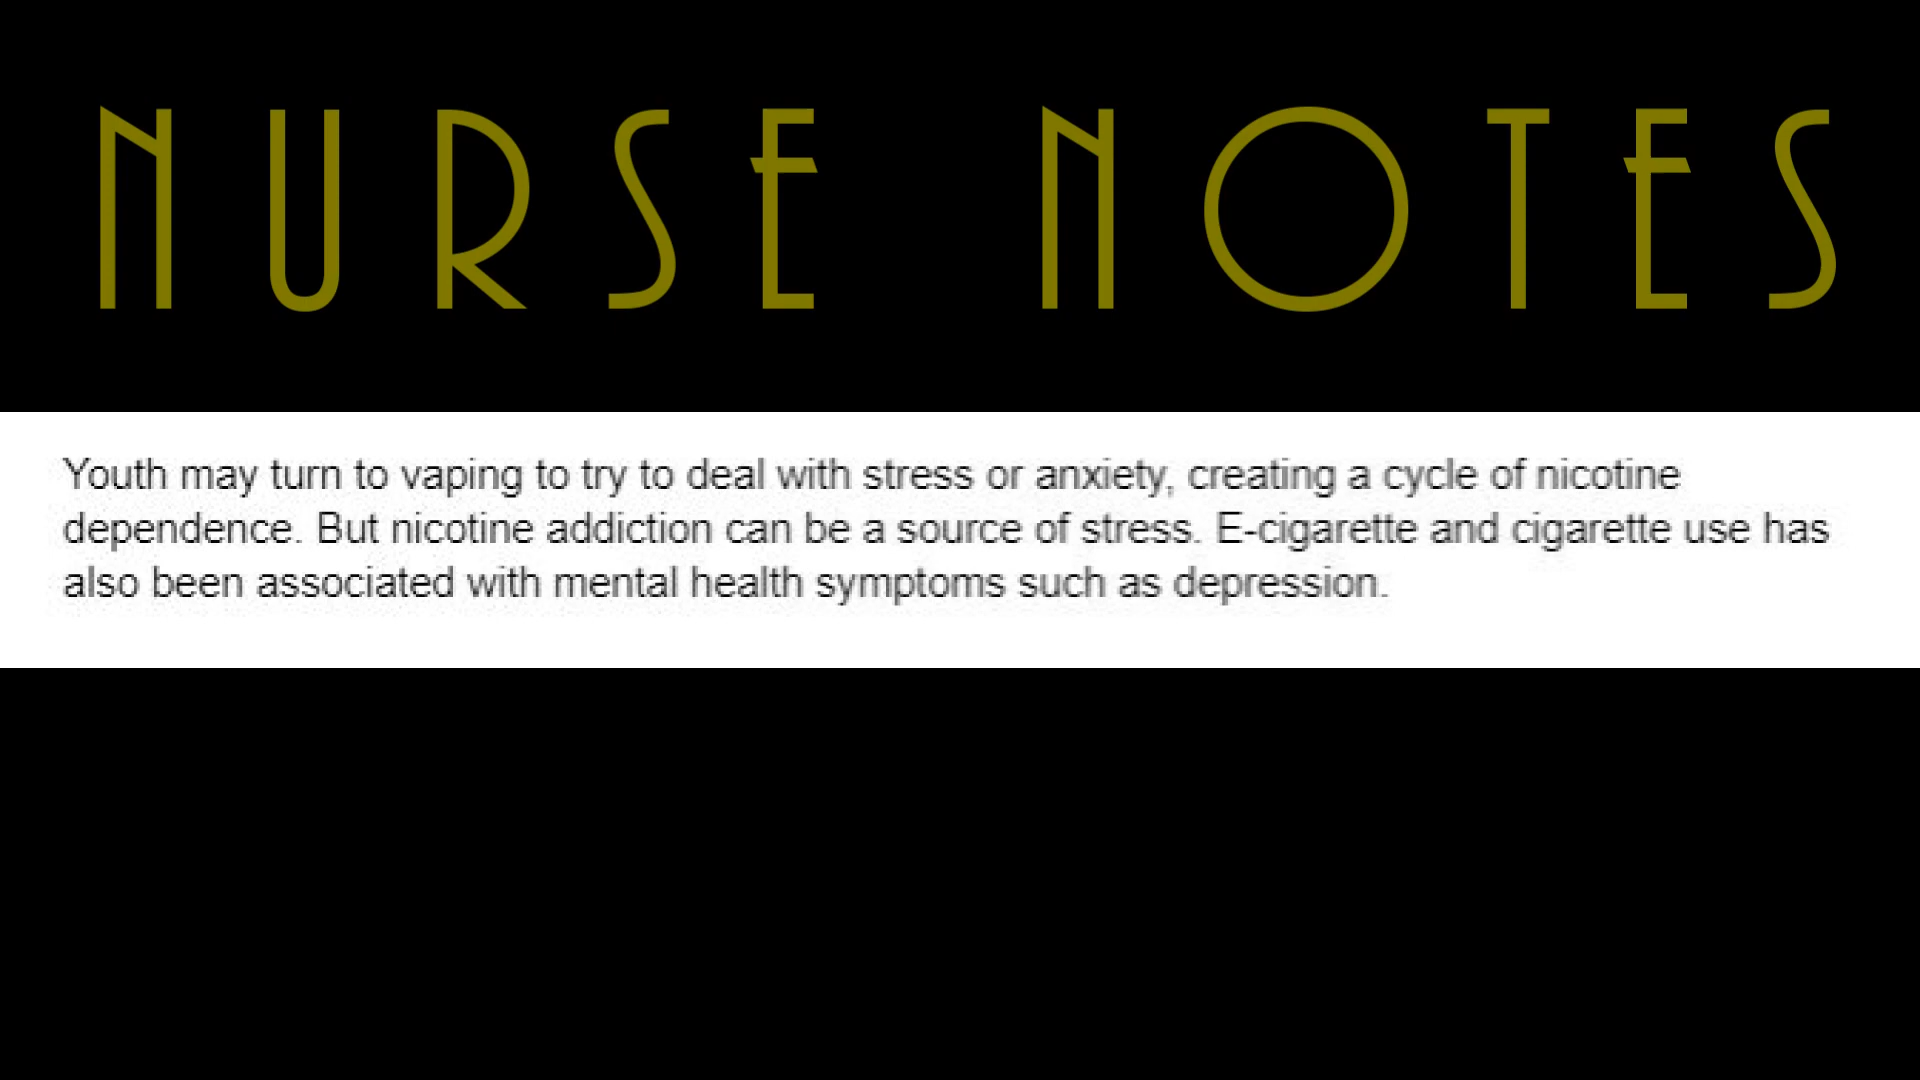 NURSE NOTES
Youth may turn to vaping to try to deal with stress or anxiety, creating a cycle of nicotine
dependence. But nicotine addiction can be a source of stress. E-cigarette and cigarette use has
also been associated with mental health symptoms such as depression.